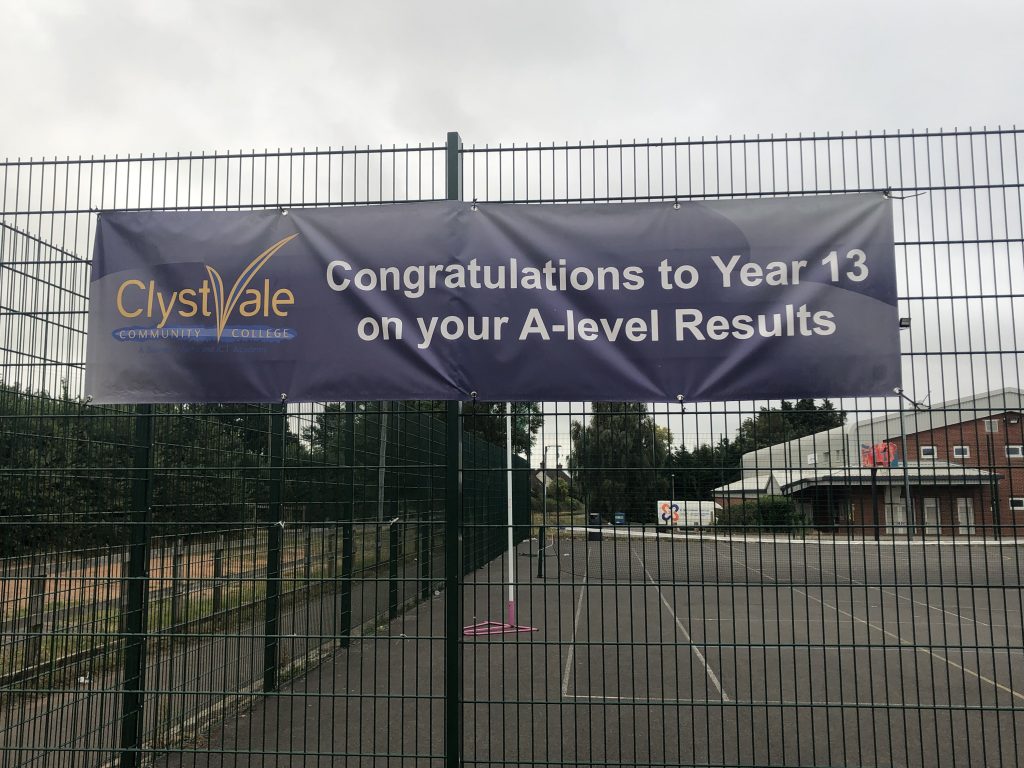 ClystVale
COMMUNITY COLLEGE
Congratulations to Year 13
on your A-level Results